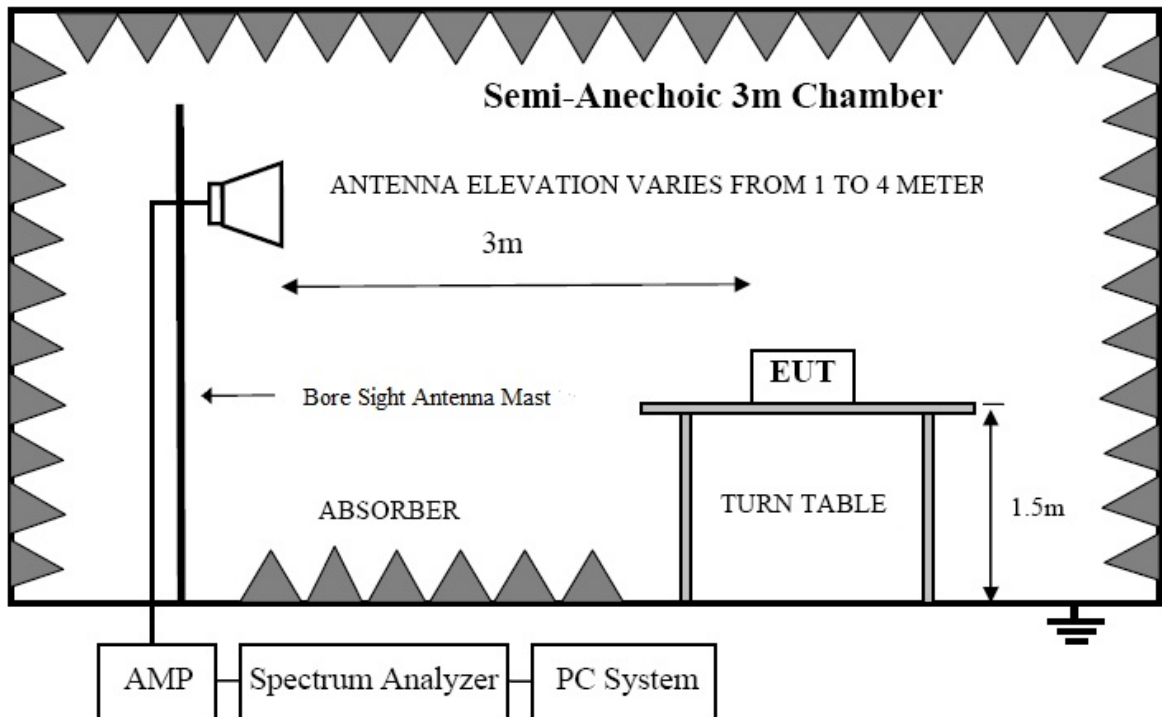 Semi-Anechoic 3m Chamber
ANTENNA ELEVATION VARIES FROM 1 TO 4 METER
3m
EUT
Bore Sight Antenna Mast
ABSORBER
TURN TABLE
1.5m
AMP
Spectrum Analyzer
PC System